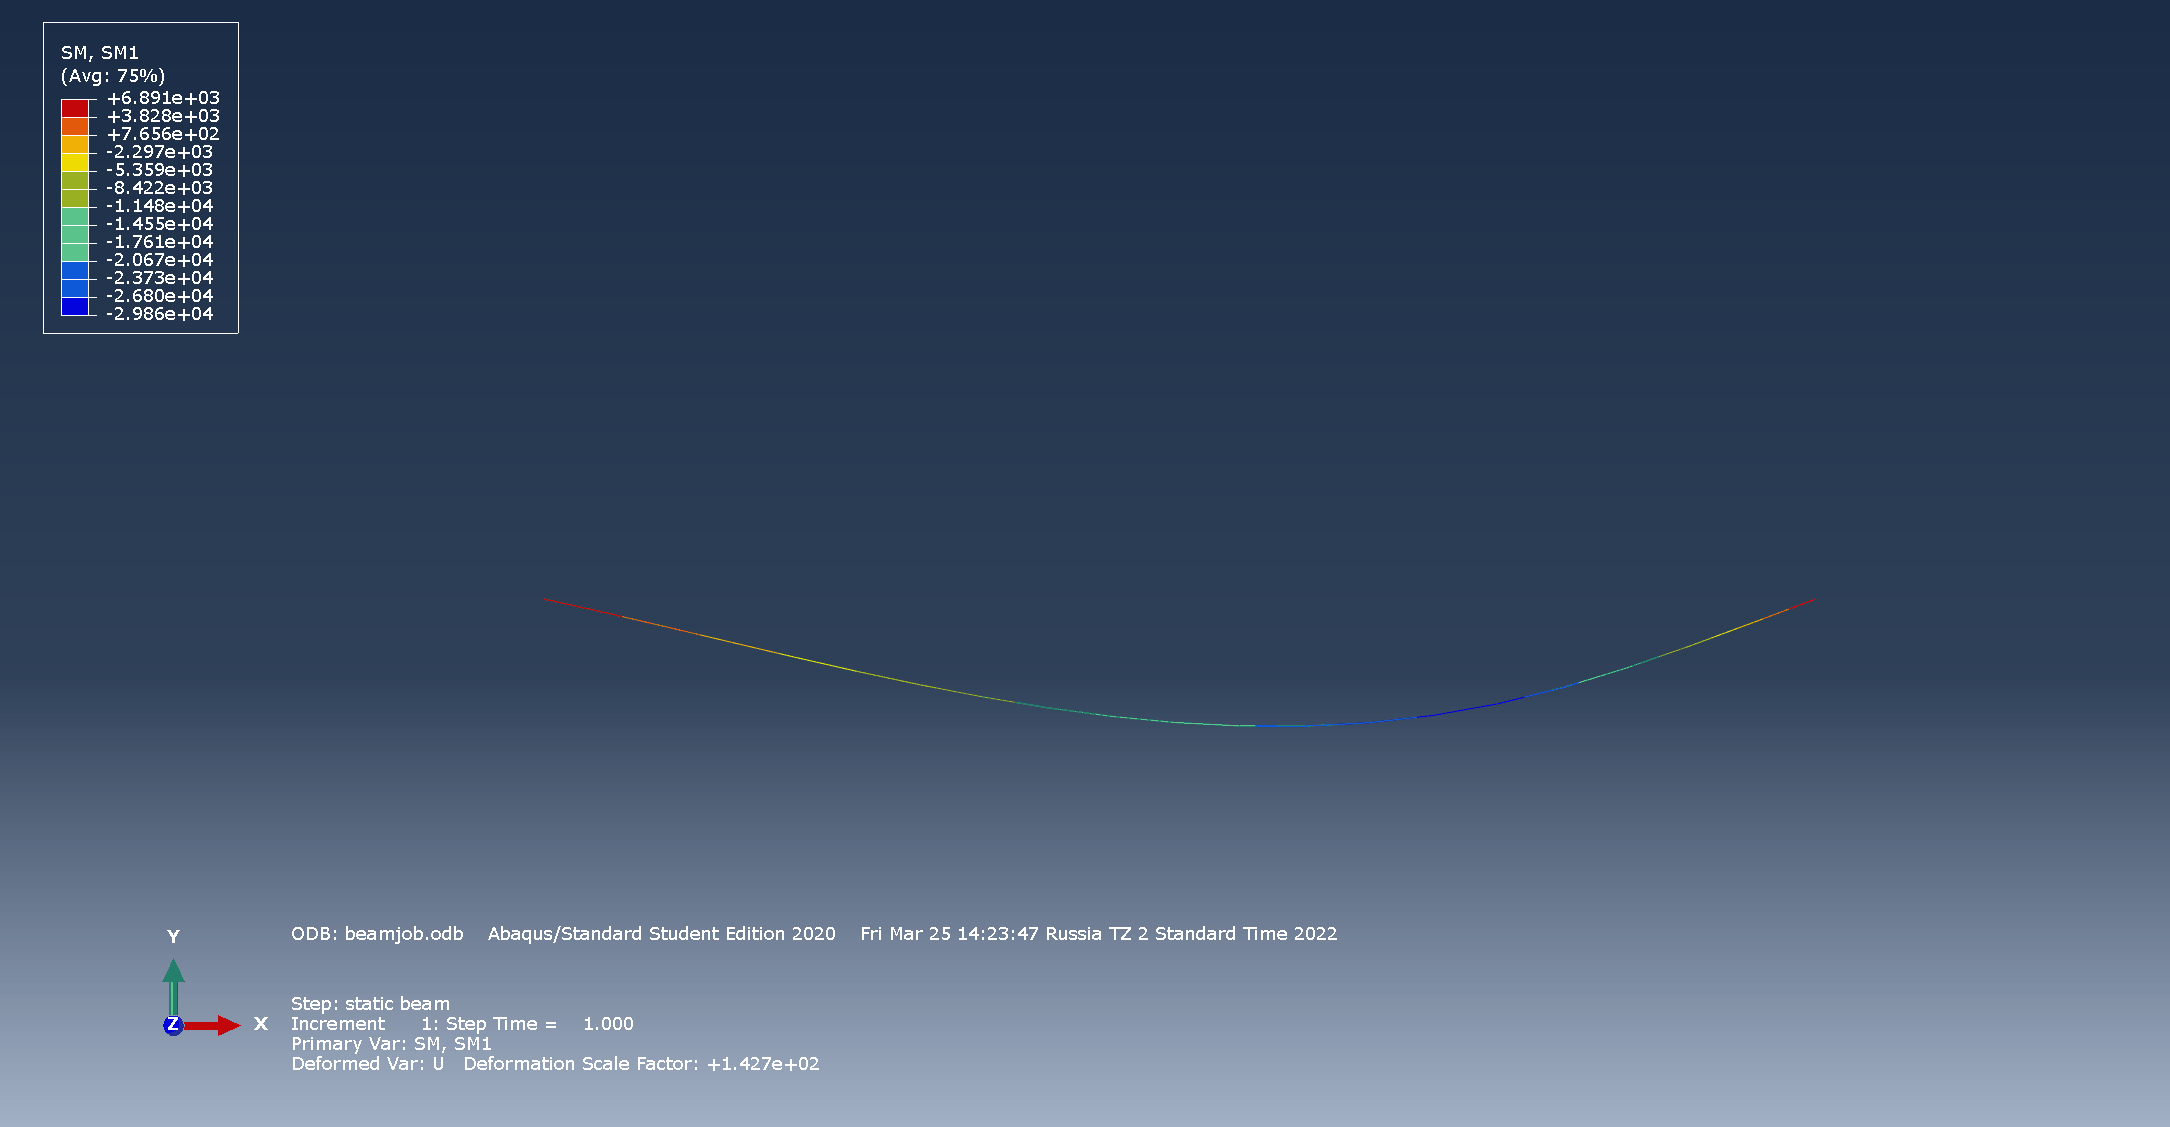 SM, SM1
(Avg: 75%)
+6.891e+03
+3.828e+03
+7.656e+02
-2.297e+03
-5.359e+03
-8.422e+03
-1.148e+04
-1.455e+04
-1.761e+04
-2.067e+04
-2.373e+04
-2.680e+04
-2.986e+04
Y
Z
X
ODB: beamjob.odb Abaqus/Standard Student Edition 2020 Fri Mar 25 14:23:47 Russia TZ 2 Standard Time 2022
Step: static beam
Increment 1: Step Time = 1.000
Primary Var: SM, SM1
Deformed Var: U Deformation Scale Factor: +1.427e+02